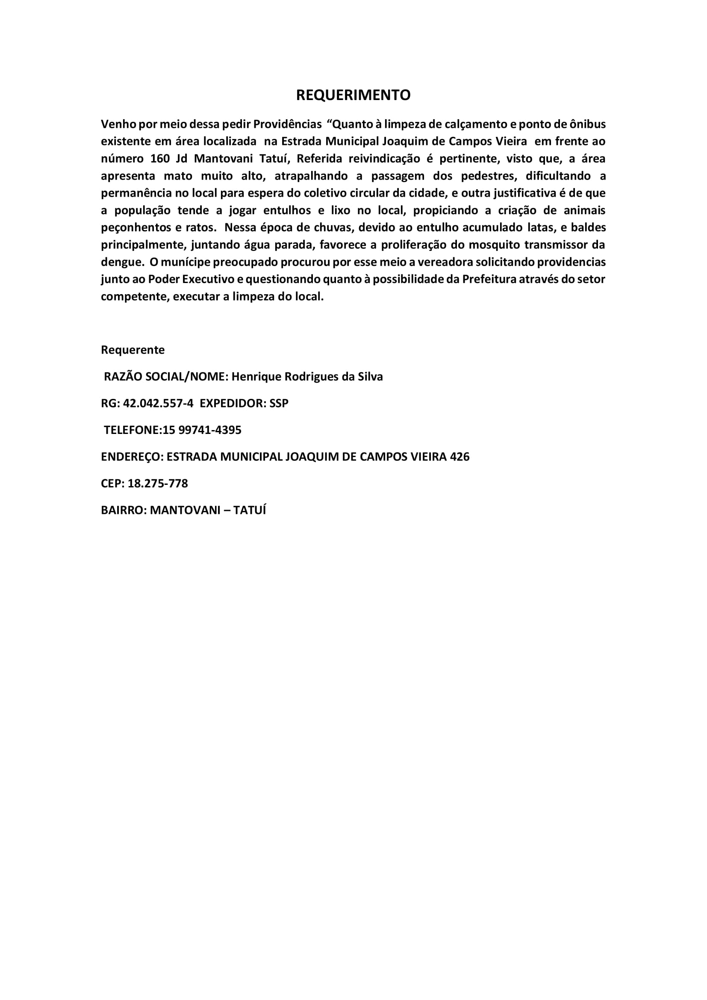 REQUERIMENTO
Venho por meio dessa pedir Providências  “Quanto à limpeza de calçamento e ponto de ônibus
existente em área localizada  na Estrada Municipal Joaquim de Campos Vieira  em frente ao
número 160 Jd Mantovani Tatuí, Referida reivindicação é pertinente, visto que, a área
apresenta mato muito alto, atrapalhando a passagem dos pedestres, dificultando a
permanência no local para espera do coletivo circular da cidade, e outra justificativa é de que
a população tende a jogar entulhos e lixo no local, propiciando a criação de animais
peçonhentos e ratos.  Nessa época de chuvas, devido ao entulho acumulado latas, e baldes
principalmente, juntando água parada, favorece a proliferação do mosquito transmissor da
dengue.  O munícipe preocupado procurou por esse meio a vereadora solicitando providencias
junto ao Poder Executivo e questionando quanto à possibilidade da Prefeitura através do setor
competente, executar a limpeza do local.
Requerente
RAZÃO SOCIAL/NOME: Henrique Rodrigues da Silva
RG: 42.042.557-4  EXPEDIDOR: SSP
TELEFONE:15 99741-4395
ENDEREÇO: ESTRADA MUNICIPAL JOAQUIM DE CAMPOS VIEIRA 426
CEP: 18.275-778
BAIRRO: MANTOVANI – TATUÍ